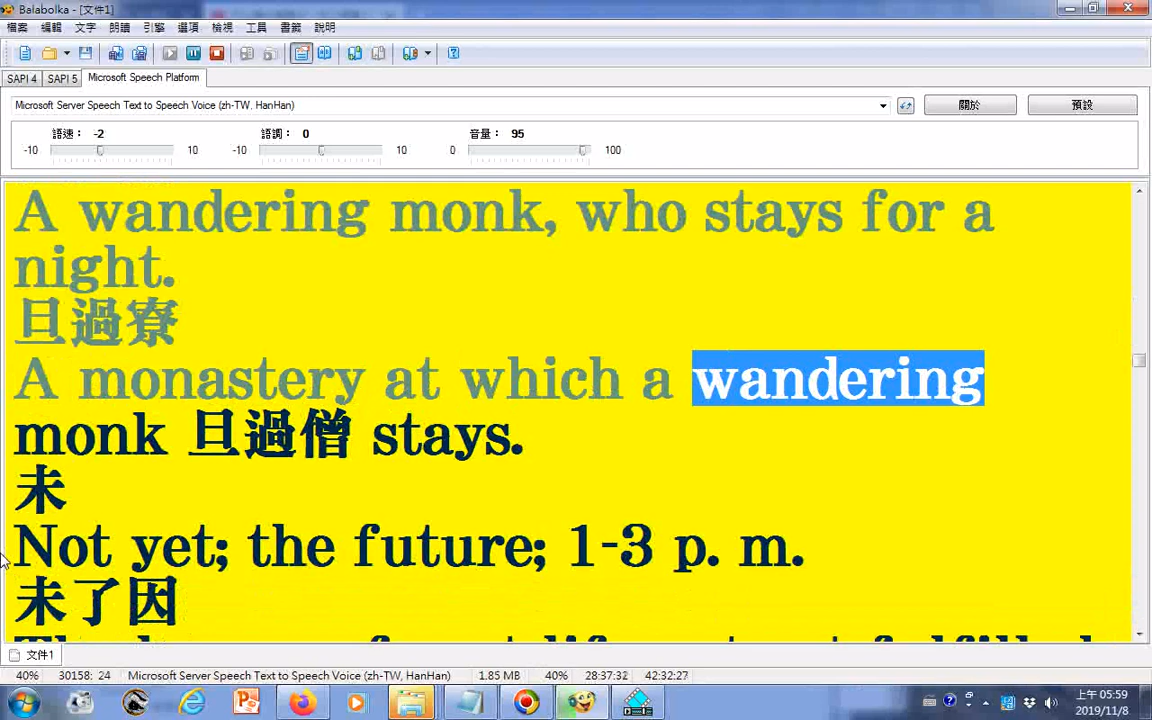 Balabolka - [文件1]
檔案 編輯 文字 朗讀 引擎 選項 檢視 工具 書籤 說明
SAPI 4 SAPI 5 Microsoft Speech Platform
Microsoft Server Speech Text to Speech Voice (zh-TW, HanHan) 關於 預設
語速： -2 語調： 0 音量： 95
-10 10 -10 10 0 100
A wandering monk, who stays for a
night.
旦過寮
A monastery at which a wandering
monk 旦過僧 stays.
未
Not yet; the future; 1-3 p. m.
未了因
文件1
40% 30158: 24 Microsoft Server Speech Text to Speech Voice (zh-TW, HanHan) 1.85 MB 40% 28:37:32 42:32:27
上午 05:59
2019/11/8